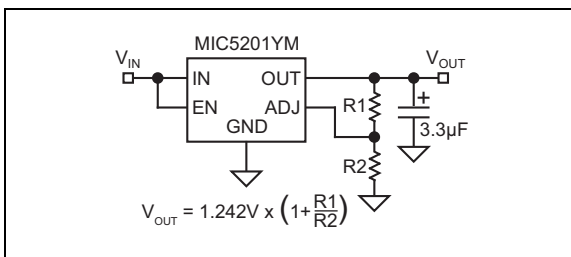 MIC5201YM
V_IN
V_OUT
IN
OUT
EN
ADJ
GND
R1
+
3.3µF
R2
V_OUT = 1.242V x (1+R1/R2)